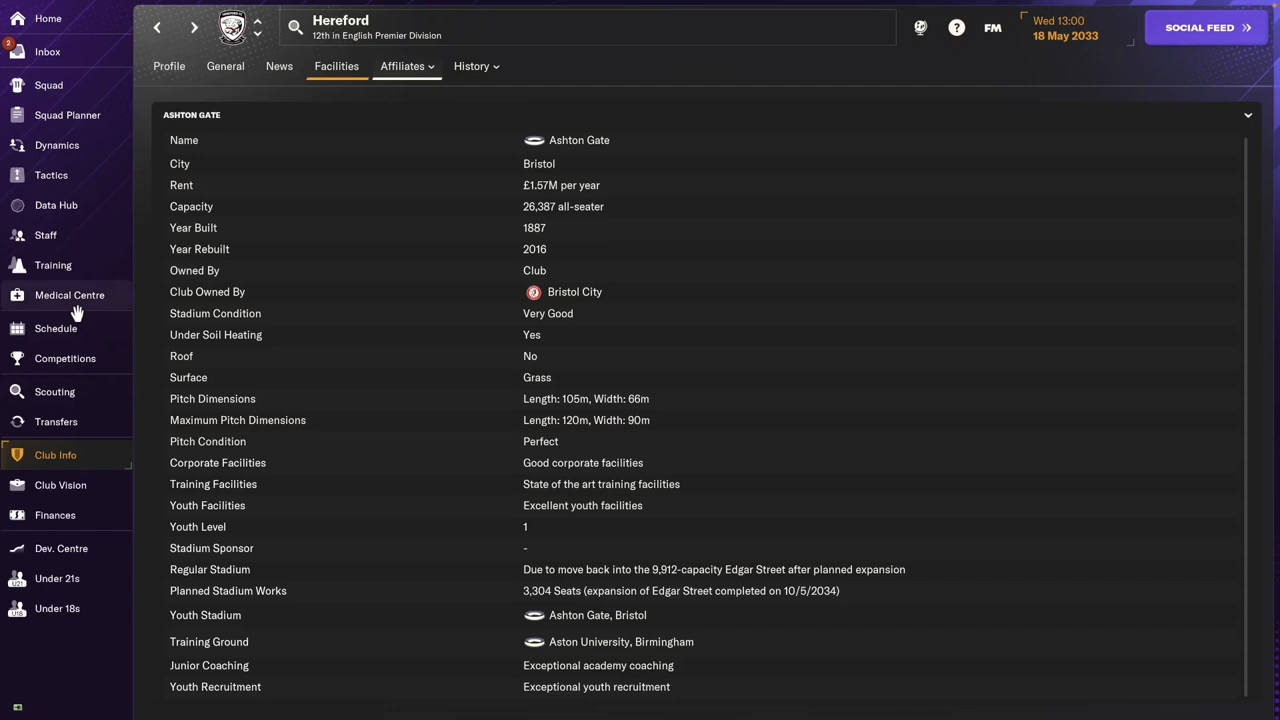 Home
2
Inbox
Squad
Squad Planner
Dynamics
Tactics
Data Hub
Staff
Training
Medical Centre
Schedule
Competitions
Scouting
Transfers
Club Info
Club Vision
Finances
Dev. Centre
U21
Under 21s
U18
Under 18s
Hereford
12th in English Premier Division
?
FM
Wed 13:00
18 May 2033
SOCIAL FEED
Profile
General
News
Facilities
Affiliates
History
ASHTON GATE
Name Ashton Gate
City Bristol
Rent £1.57M per year
Capacity 26,387 all-seater
Year Built 1887
Year Rebuilt 2016
Owned By Club
Club Owned By Bristol City
Stadium Condition Very Good
Under Soil Heating Yes
Roof No
Surface Grass
Pitch Dimensions Length: 105m, Width: 66m
Maximum Pitch Dimensions Length: 120m, Width: 90m
Pitch Condition Perfect
Corporate Facilities Good corporate facilities
Training Facilities State of the art training facilities
Youth Facilities Excellent youth facilities
Youth Level 1
Stadium Sponsor -
Regular Stadium Due to move back into the 9,912-capacity Edgar Street after planned expansion
Planned Stadium Works 3,304 Seats (expansion of Edgar Street completed on 10/5/2034)
Youth Stadium Ashton Gate, Bristol
Training Ground Aston University, Birmingham
Junior Coaching Exceptional academy coaching
Youth Recruitment Exceptional youth recruitment